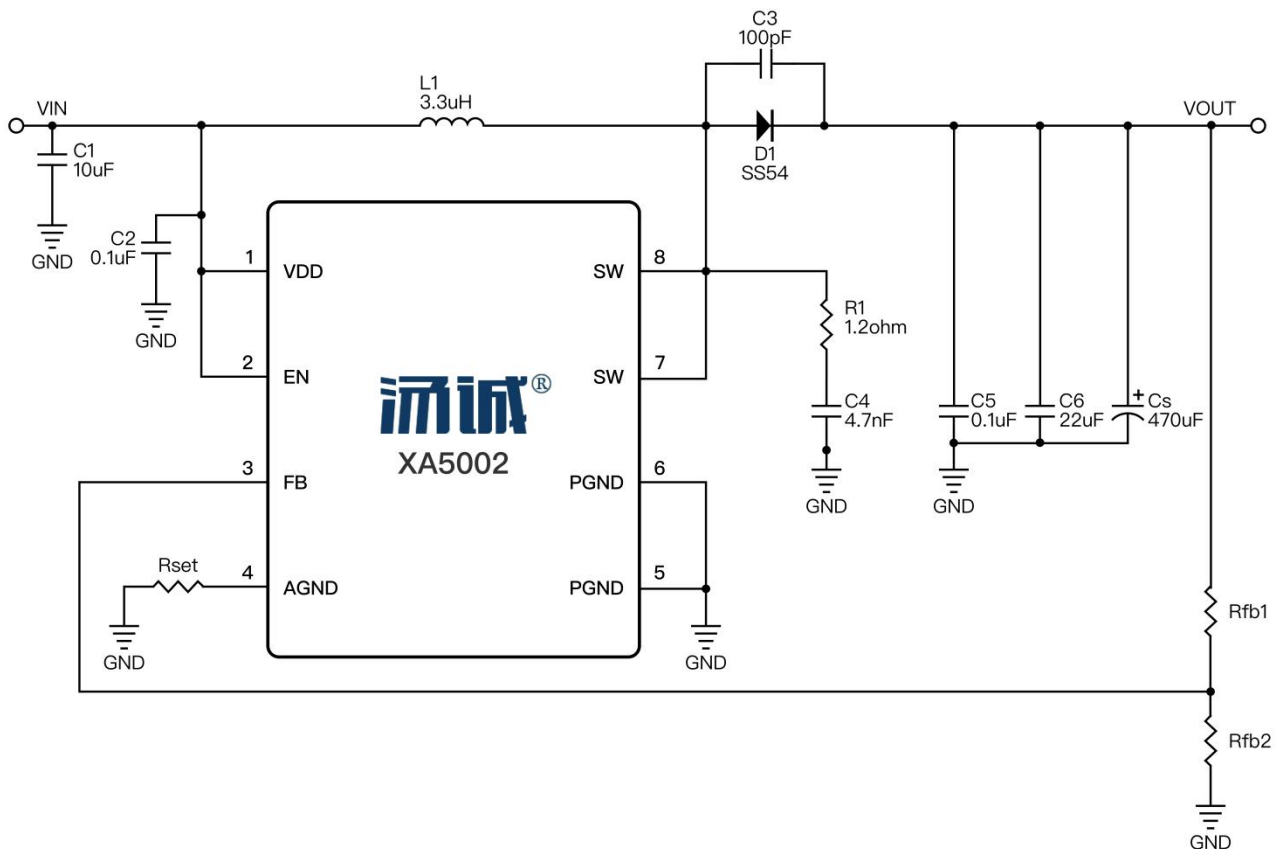 C3
100pF
L1
3.3uH
VIN
VOUT
C1
10uF
D1
SS54
GND
C2
0.1uF
GND
1
VDD
SW
8
R1
1.2ohm
2
EN
SW
7
汤诚®
XA5002
C4
4.7nF
C5
0.1uF
C6
22uF
+
Cs
470uF
3
FB
PGND
6
GND
GND
Rset
4
AGND
PGND
5
GND
GND
Rfb1
Rfb2
GND